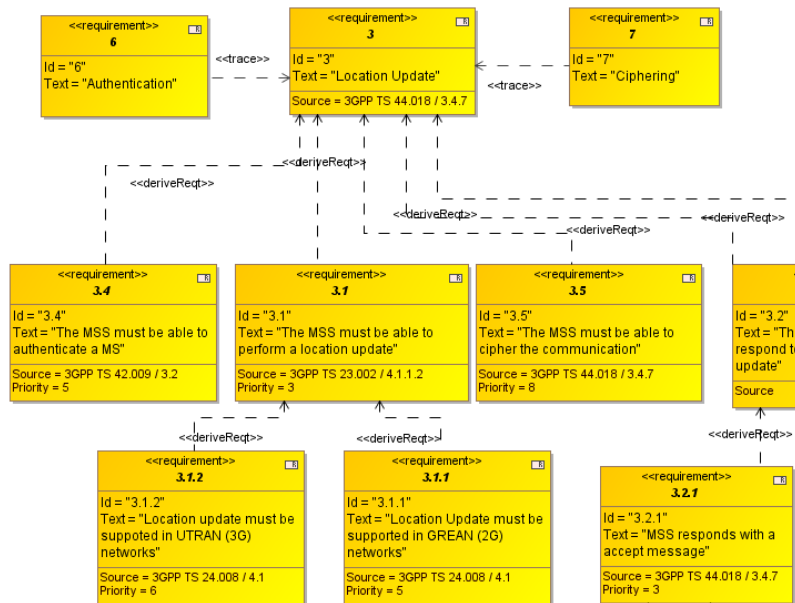 <<requirement>>
6
Id = "6"
Text = "Authentication"
<<trace>>
<<requirement>>
3
Id = "3"
Text = "Location Update"
Source = 3GPP TS 44.018 / 3.4.7
<<trace>>
<<requirement>>
7
Id = "7"
Text = "Ciphering"
<<deriveReqt>>
<<deriveReqt>>
<<deriveReqt>>
<<deriveReqt>>
<<requirement>>
3.4
Id = "3.4"
Text = "The MSS must be able to
authenticate a MS"
Source = 3GPP TS 42.009 / 3.2
Priority = 5
<<requirement>>
3.1
Id = "3.1"
Text = "The MSS must be able to
perform a location update"
Source = 3GPP TS 23.002 / 4.1.1.2
Priority = 3
<<requirement>>
3.5
Id = "3.5"
Text = "The MSS must be able to
cipher the communication"
Source = 3GPP TS 44.018 / 3.4.7
Priority = 8
<<requirement>>
3.2
Id = "3.2"
Text = "Th
respond to
update"
Source
<<deriveReqt>>
<<deriveReqt>>
<<deriveReqt>>
<<requirement>>
3.1.2
Id = "3.1.2"
Text = "Location update must be
suppoted in UTRAN (3G)
networks"
Source = 3GPP TS 24.008 / 4.1
Priority = 6
<<requirement>>
3.1.1
Id = "3.1.1"
Text = "Location Update must be
supported in GREAN (2G)
networks"
Source = 3GPP TS 24.008 / 4.1
Priority = 5
<<requirement>>
3.2.1
Id = "3.2.1"
Text = "MSS responds with a
accept message"
Source = 3GPP TS 44.018 / 3.4.7
Priority = 3